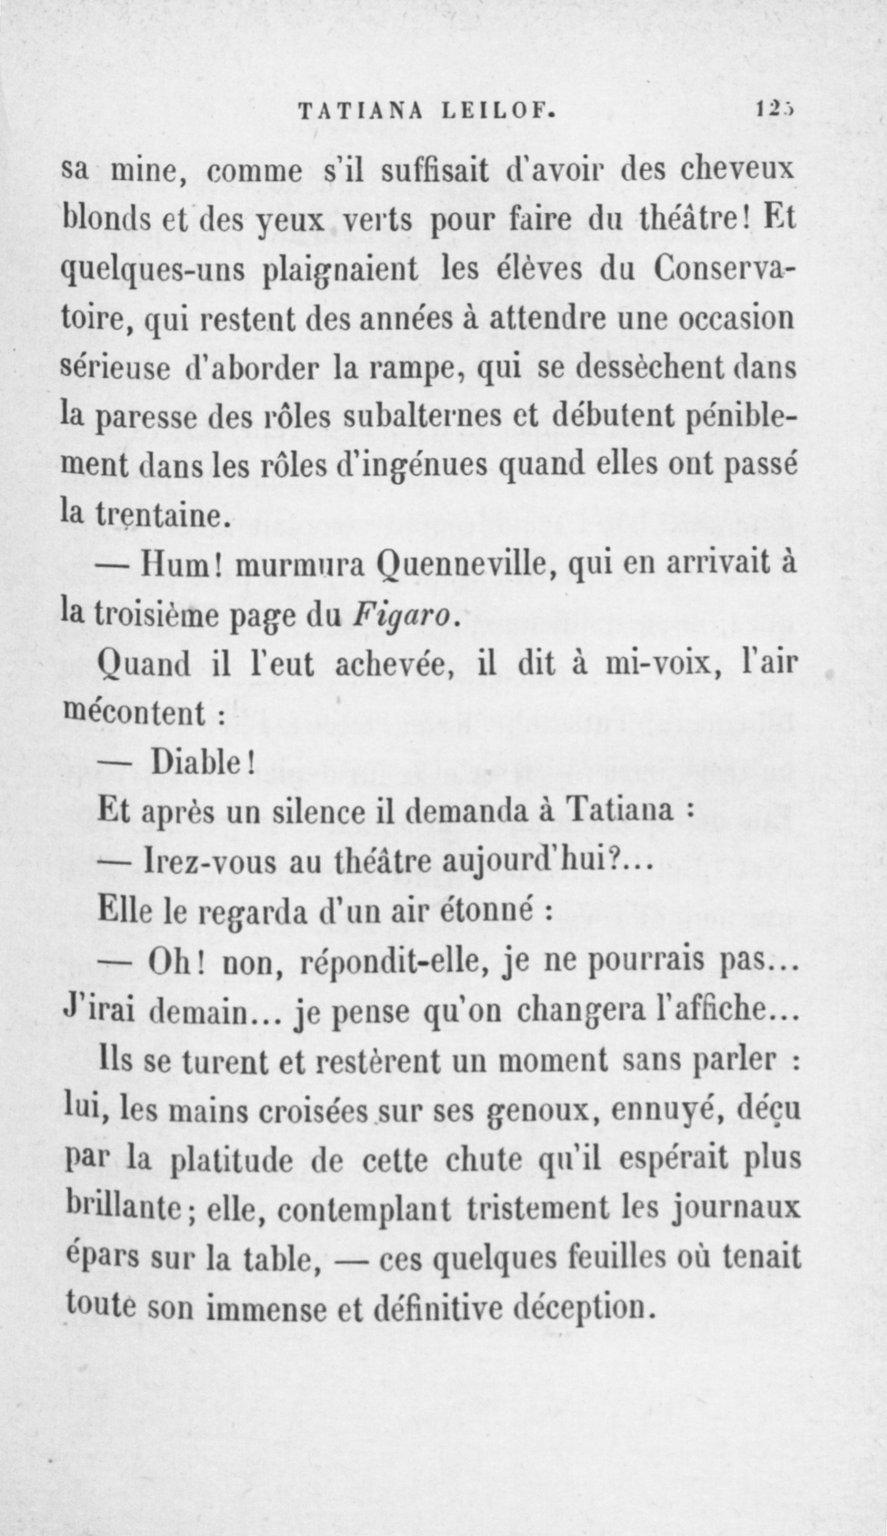 TATIANA LEILOF. 125
sa mine, comme s'il suffisait d'avoir des cheveux
blonds et des yeux verts pour faire du théâtre! Et
quelques-uns plaignaient les élèves du Conserva-
toire, qui restent des années à attendre une occasion
sérieuse d'aborder la rampe, qui se dessèchent dans
la paresse des rôles subalternes et débutent pénible-
ment dans les rôles d'ingénues quand elles ont passé
la trentaine.
— Hum! murmura Quenneville, qui en arrivait à
la troisième page du Figaro.
Quand il l'eut achevée, il dit à mi-voix, l'air
mécontent :
— Diable!
Et après un silence il demanda à Tatiana :
— Irez-vous au théâtre aujourd'hui?...
Elle le regarda d'un air étonné :
— Oh! non, répondit-elle, je ne pourrais pas...
J'irai demain... je pense qu'on changera l'affiche...
Ils se turent et restèrent un moment sans parler :
lui, les mains croisées sur ses genoux, ennuyé, déçu
par la platitude de cette chute qu'il espérait plus
brillante; elle, contemplant tristement les journaux
épars sur la table, — ces quelques feuilles où tenait
toute son immense et définitive déception.